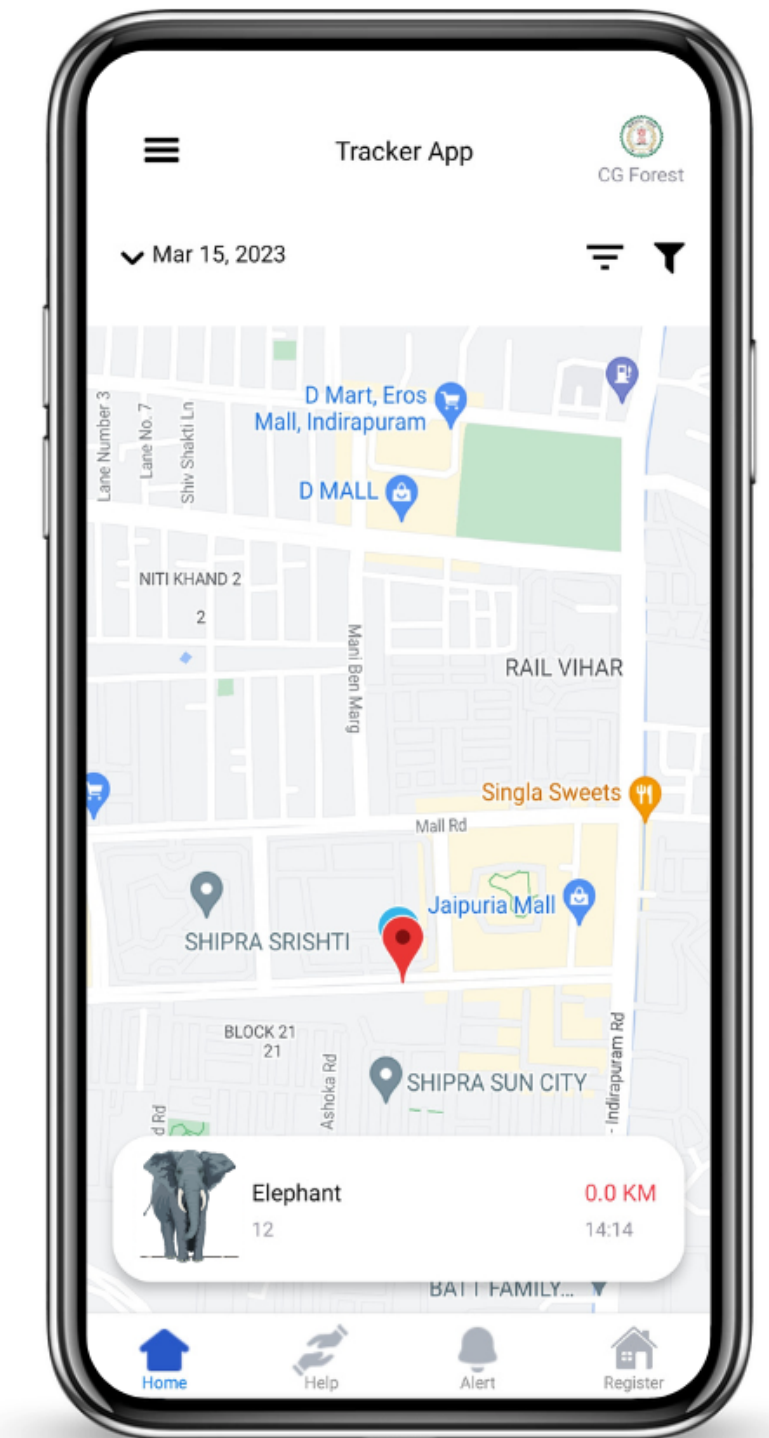 Tracker App
CG Forest
Mar 15, 2023
Lane Number 3
Lane No. 7
Shiv Shakti Ln
D Mart, Eros
Mall, Indirapuram
D MALL
NITI KHAND 2
2
Mani Ben Marg
RAIL VIHAR
Singla Sweets
Mall Rd
Jaipuria Mall
SHIPRA SRISHTI
BLOCK 21
21
Ashoka Rd
SHIPRA SUN CITY
- Indirapuram Rd
d Rd
Elephant
0.0 KM
12
14:14
BATT FAMILY...
Home
Help
Alert
Register